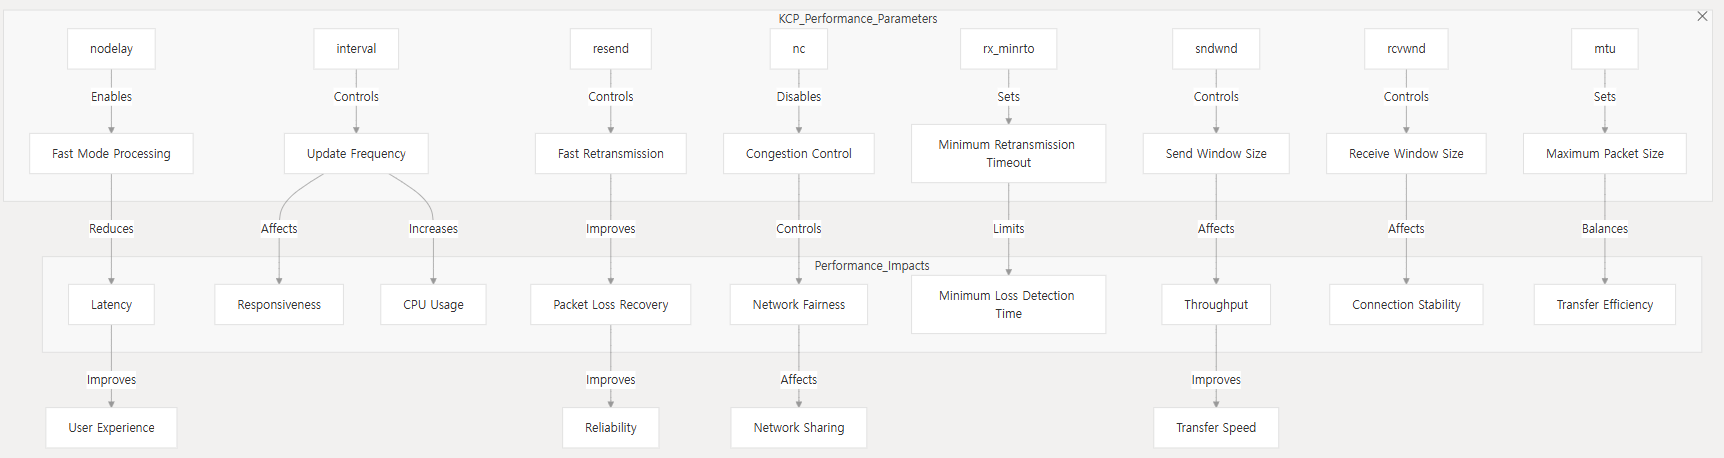 KCP_Performance_Parameters
nodelay
interval
resend
nc
rx_minrto
sndwnd
rcvwnd
mtu
Enables
Controls
Controls
Disables
Sets
Controls
Controls
Sets
Fast Mode Processing
Update Frequency
Fast Retransmission
Congestion Control
Minimum Retransmission
Timeout
Send Window Size
Receive Window Size
Maximum Packet Size
Reduces
Affects
Increases
Improves
Controls
Limits
Affects
Affects
Balances
Performance_Impacts
Latency
Responsiveness
CPU Usage
Packet Loss Recovery
Network Fairness
Minimum Loss Detection
Time
Throughput
Connection Stability
Transfer Efficiency
Improves
Improves
Affects
Improves
User Experience
Reliability
Network Sharing
Transfer Speed